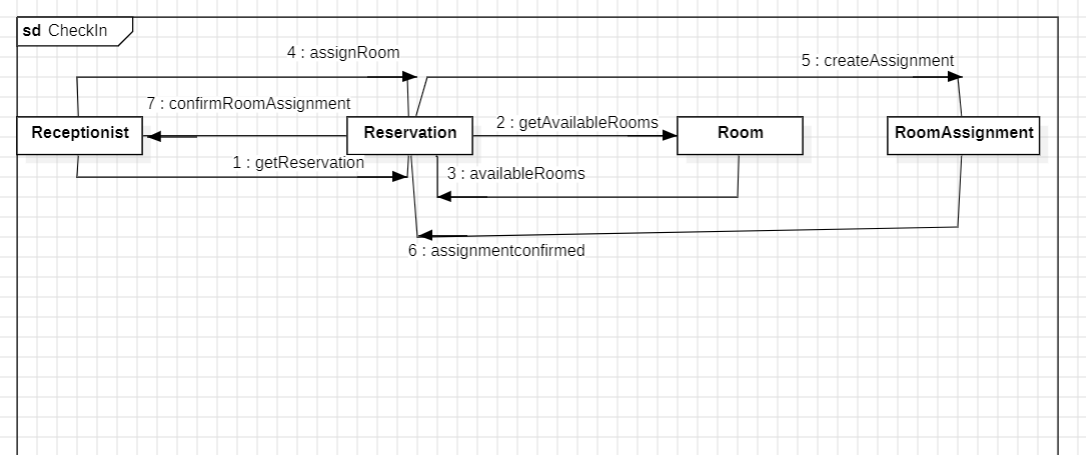 sd CheckIn
4 : assignRoom
5 : createAssignment
7 : confirmRoomAssignment
Receptionist
Reservation
2 : getAvailableRooms
Room
RoomAssignment
1 : getReservation
3 : availableRooms
6 : assignmentconfirmed